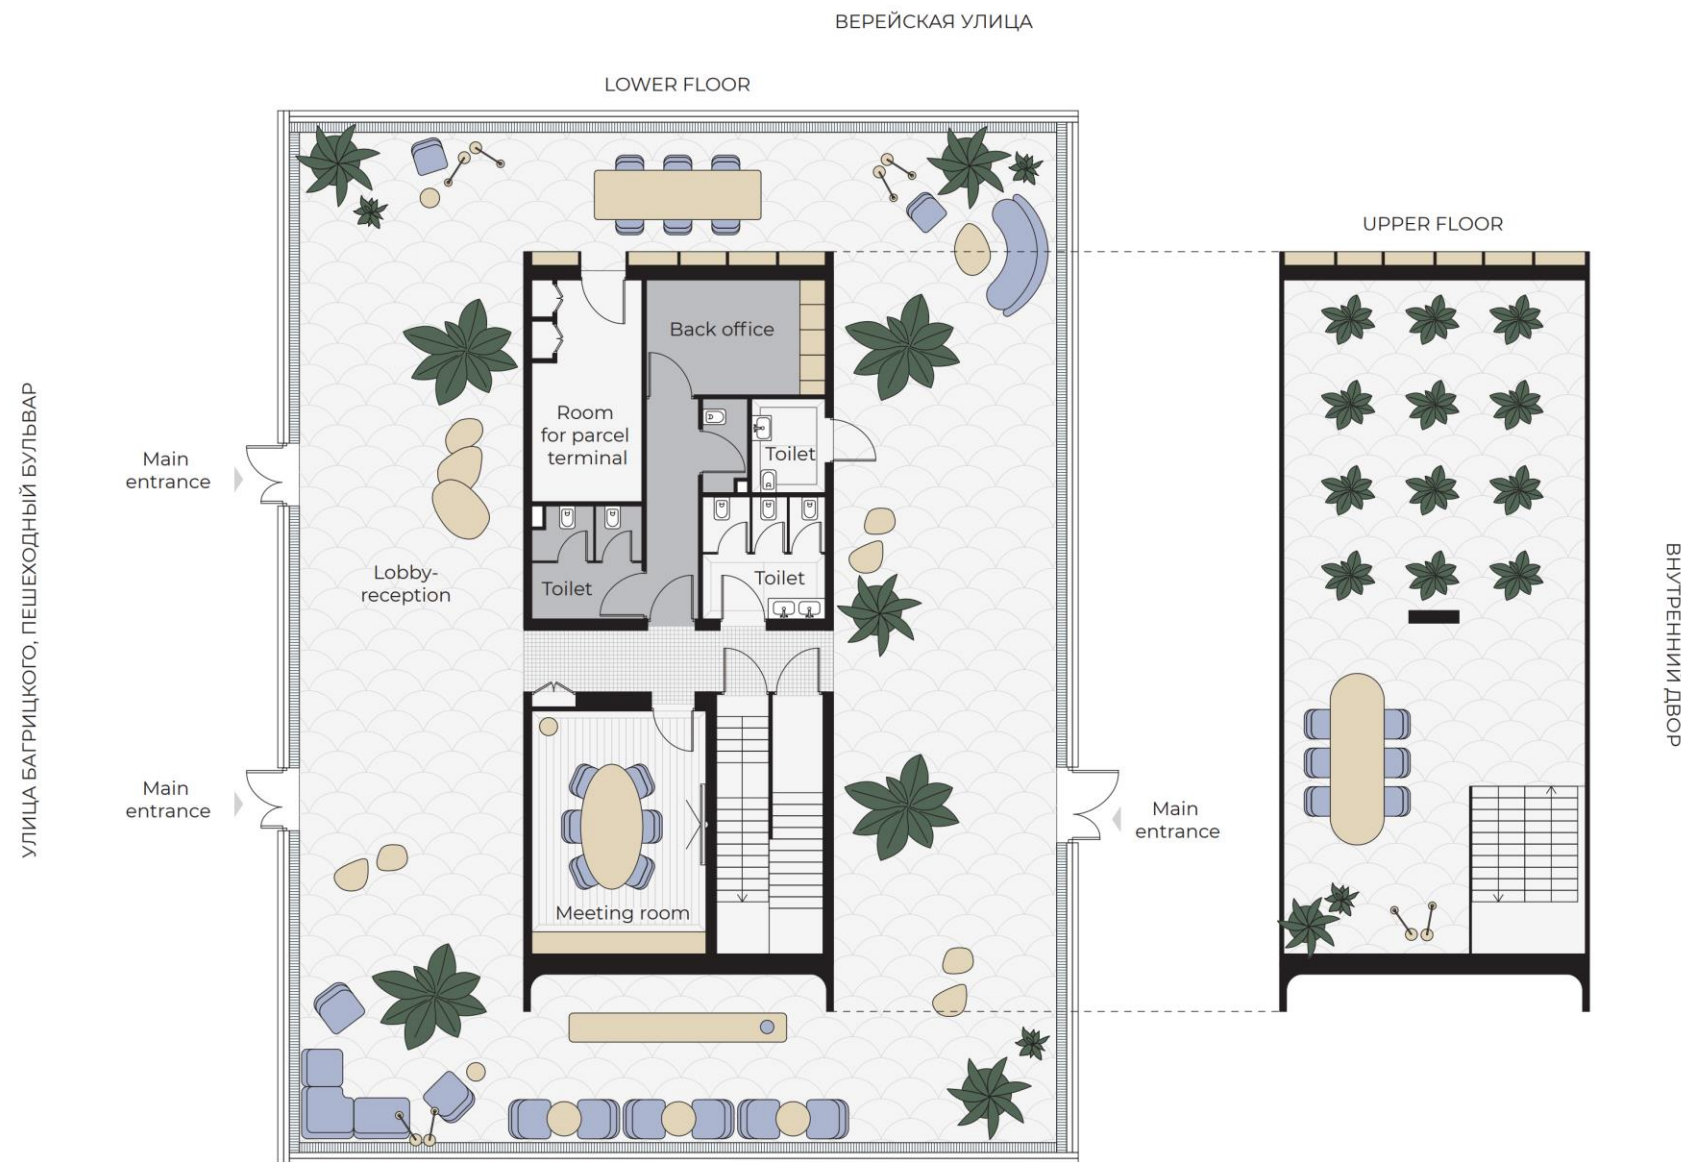 ВЕРЕЙСКАЯ УЛИЦА
LOWER FLOOR
UPPER FLOOR
Back office
Room
for parcel
terminal
Toilet
Main
entrance
УЛИЦА БАГРИЦКОГО, ПЕШЕХОДНЫЙ БУЛЬВАР
Lobby-
reception
Toilet
Toilet
ВНУТРЕННИИ ДВОР
Main
entrance
Main
entrance
Meeting room